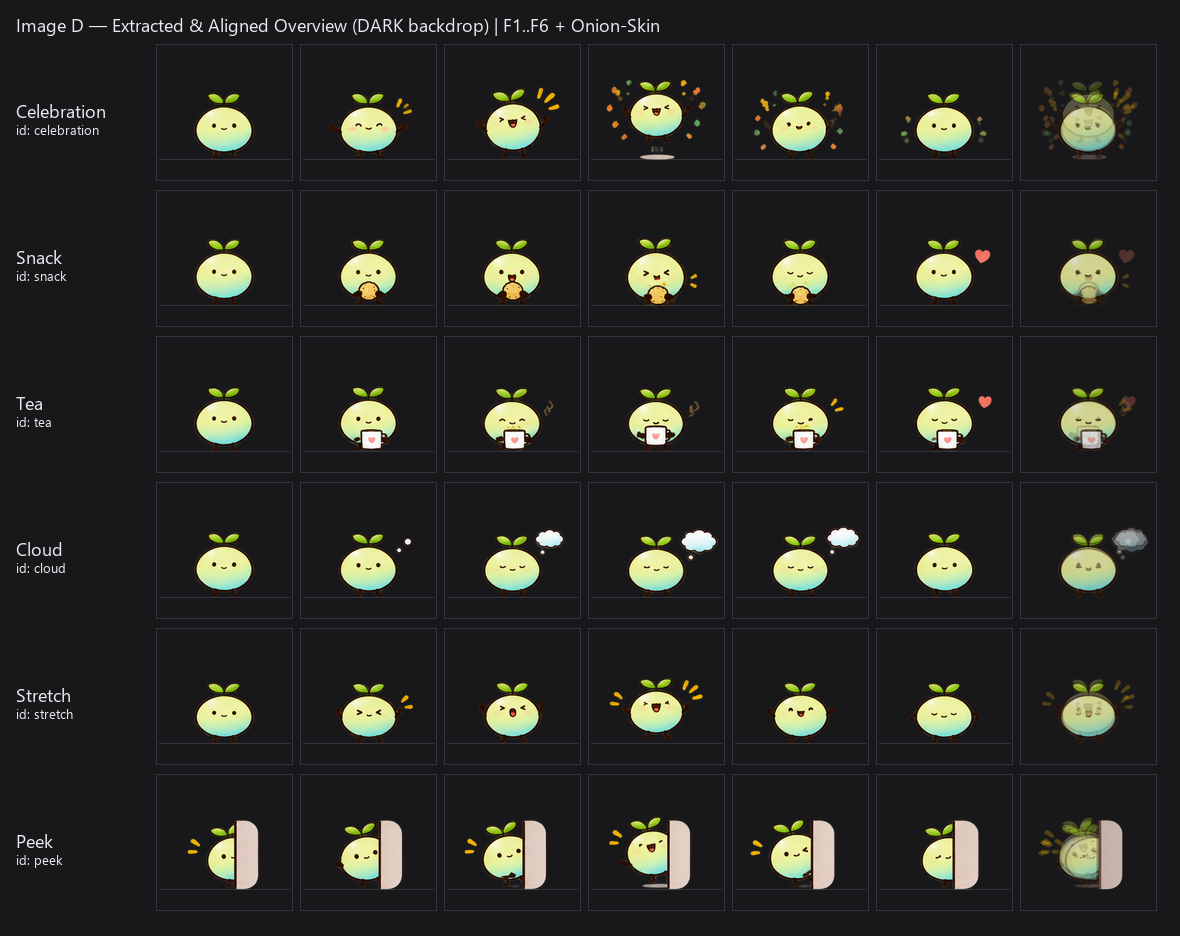 Image D — Extracted & Aligned Overview (DARK backdrop) | F1..F6 + Onion-Skin
Celebration
id: celebration
Snack
id: snack
Tea
id: tea
Cloud
id: cloud
Stretch
id: stretch
Peek
id: peek